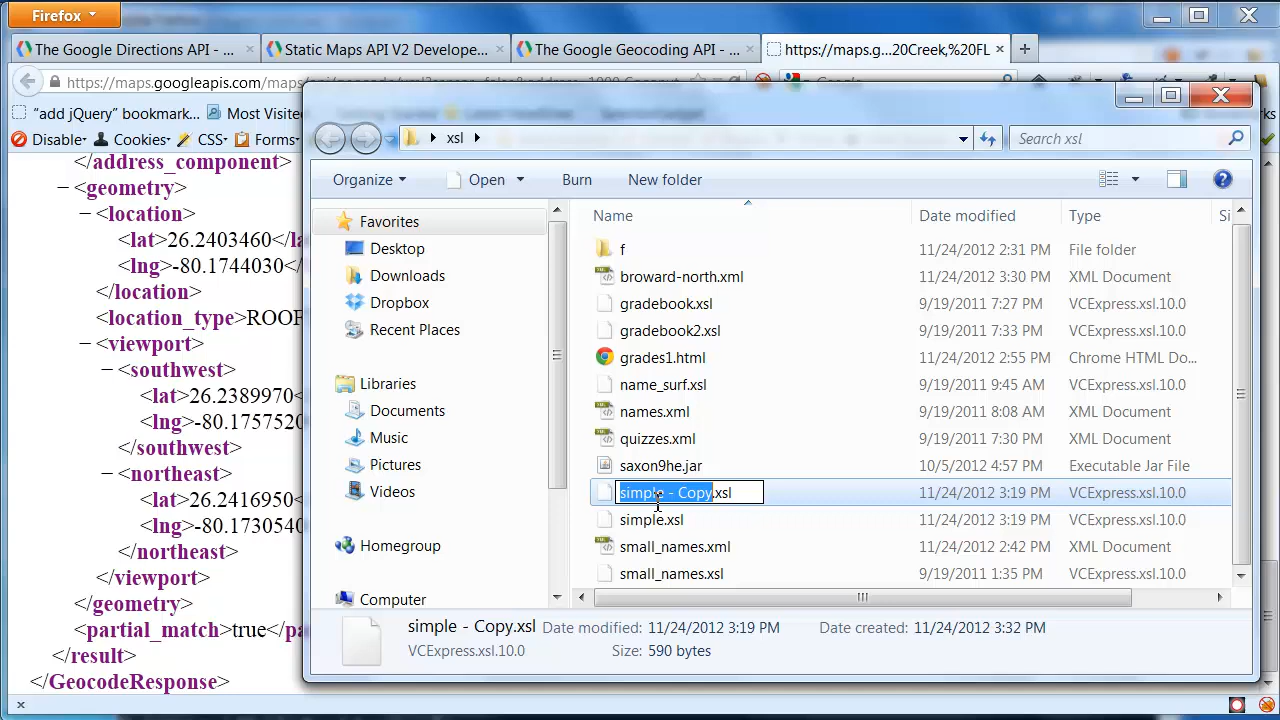 Firefox
The Google Directions API - ...
Static Maps API V2 Develope...
The Google Geocoding API - ...
https://maps.g...20Creek,%20FL
https://maps.googleapis.com/maps
Google
"add jQuery" bookmark...
Most Visited
Disable
Cookies
CSS
Forms
</address_component>
− <geometry>
− <location>
<lat>26.2403460</la
<lng>-80.1744030</
</location>
<location_type>ROOF
− <viewport>
− <southwest>
<lat>26.2389970<
<lng>-80.1757520
</southwest>
− <northeast>
<lat>26.2416950<
<lng>-80.1730540
</northeast>
</viewport>
</geometry>
<partial_match>true</pa
</result>
</GeocodeResponse>
xsl
Search xsl
Organize
Open
Burn
New folder
Favorites
Desktop
Downloads
Dropbox
Recent Places
Libraries
Documents
Music
Pictures
Videos
Homegroup
Computer
Name Date modified Type Si
f 11/24/2012 2:31 PM File folder
broward-north.xml 11/24/2012 3:30 PM XML Document
gradebook.xsl 9/19/2011 7:27 PM VCExpress.xsl.10.0
gradebook2.xsl 9/19/2011 7:33 PM VCExpress.xsl.10.0
grades1.html 11/24/2012 2:55 PM Chrome HTML Do...
name_surf.xsl 9/19/2011 9:45 AM VCExpress.xsl.10.0
names.xml 9/19/2011 8:08 AM XML Document
quizzes.xml 9/19/2011 7:30 PM XML Document
saxon9he.jar 10/5/2012 4:57 PM Executable Jar File
simple - Copy.xsl 11/24/2012 3:19 PM VCExpress.xsl.10.0
simple.xsl 11/24/2012 3:19 PM VCExpress.xsl.10.0
small_names.xml 11/24/2012 2:42 PM XML Document
small_names.xsl 9/19/2011 1:35 PM VCExpress.xsl.10.0
simple - Copy.xsl Date modified: 11/24/2012 3:19 PM Date created: 11/24/2012 3:32 PM
VCExpress.xsl.10.0 Size: 590 bytes